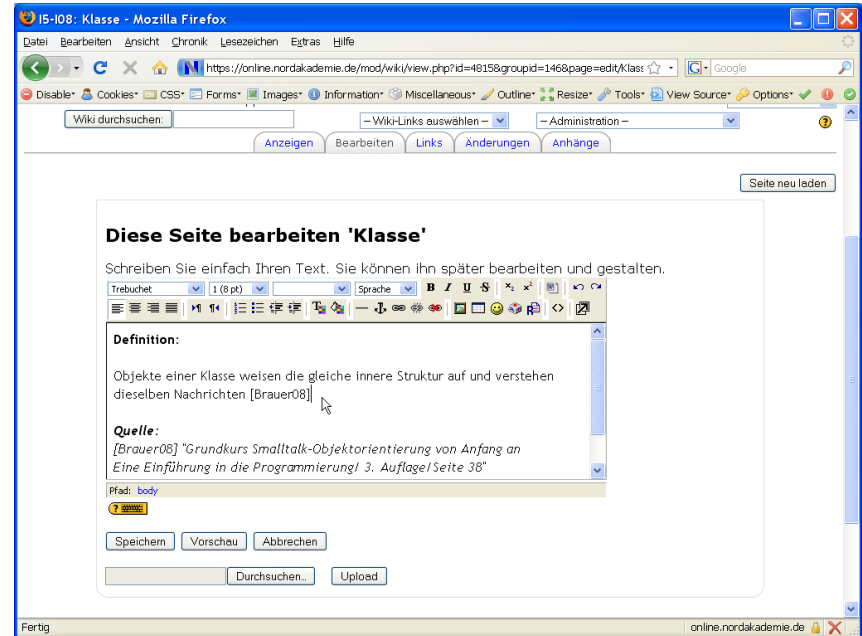 I5-I08: Klasse - Mozilla Firefox
Datei Bearbeiten Ansicht Chronik Lesezeichen Extras Hilfe
https://online.nordakademie.de/mod/wiki/view.php?id=4815&groupid=146&page=edit/Klass G Google
Disable Cookies CSS Forms Images Information Miscellaneous Outline Resize Tools View Source Options
Wiki durchsuchen: – Wiki-Links auswählen – – Administration –
Anzeigen Bearbeiten Links Änderungen Anhänge
Seite neu laden
Diese Seite bearbeiten 'Klasse'
Schreiben Sie einfach Ihren Text. Sie können ihn später bearbeiten und gestalten.
Trebuchet 1 (8 pt) Sprache B I U S x₂ x²
Definition:
Objekte einer Klasse weisen die gleiche innere Struktur auf und verstehen
dieselben Nachrichten [Brauer08]
Quelle:
[Brauer08] "Grundkurs Smalltalk-Objektorientierung von Anfang an
Eine Einführung in die Programmierung/ 3. Auflage/Seite 38"
Pfad: body
?
Speichern Vorschau Abbrechen
Durchsuchen... Upload
Fertig online.nordakademie.de